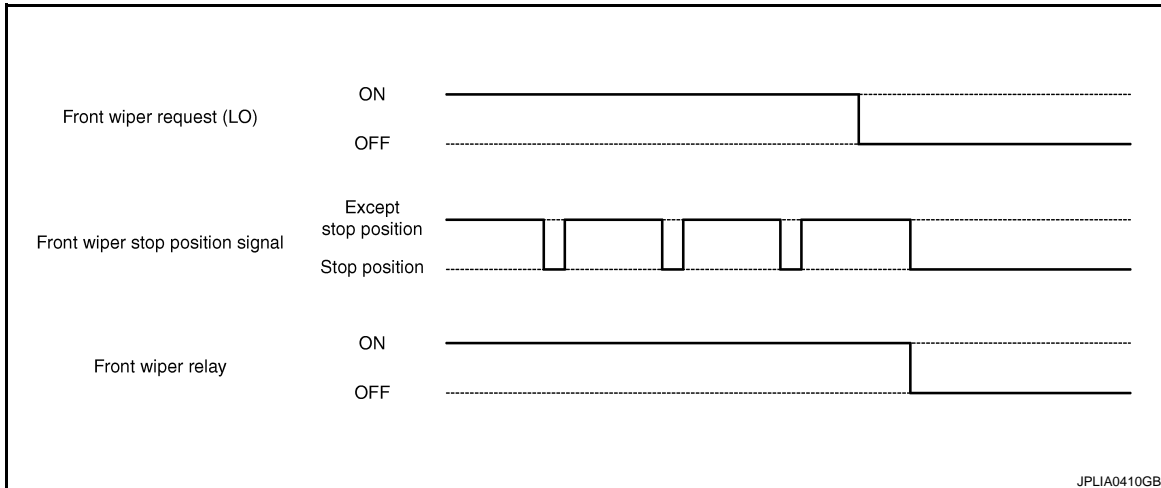 ON
Front wiper request (LO)
OFF
Except
stop position
Front wiper stop position signal
Stop position
ON
Front wiper relay
OFF
JPLIA0410GB